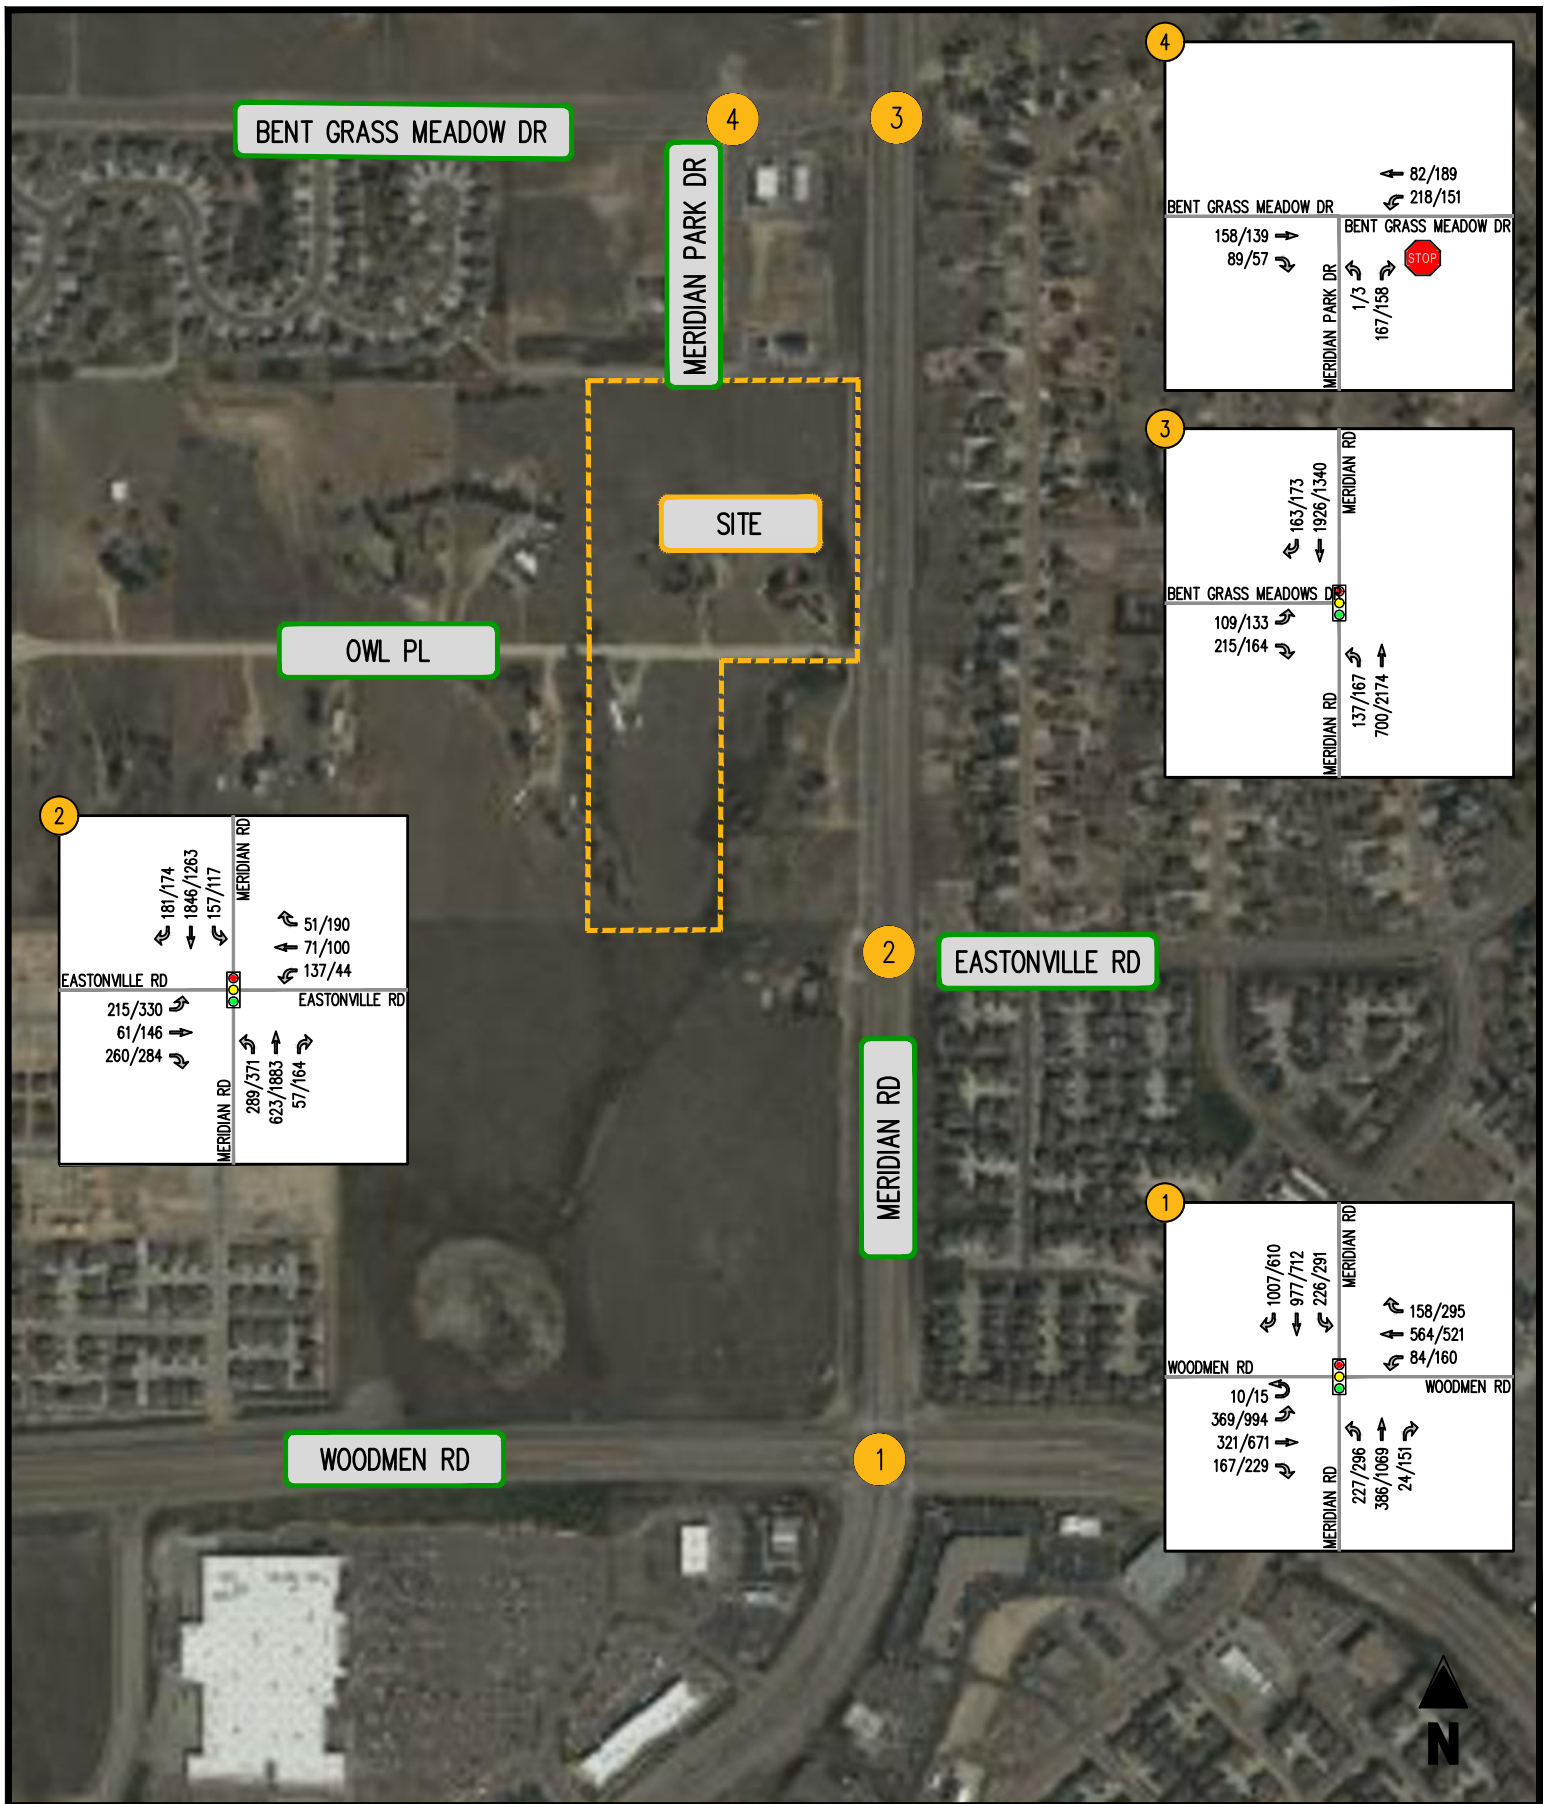 BENT GRASS MEADOW DR
4
3
MERIDIAN PARK DR
SITE
OWL PL
2
EASTONVILLE RD
MERIDIAN RD
WOODMEN RD
1
N
4
82/189
218/151
BENT GRASS MEADOW DR
BENT GRASS MEADOW DR
158/139
89/57
STOP
MERIDIAN PARK DR
1/3
167/158
3
MERIDIAN RD
163/173
1926/1340
BENT GRASS MEADOWS DR
109/133
215/164
MERIDIAN RD
137/167
700/2174
2
MERIDIAN RD
181/174
1846/1263
157/117
51/190
71/100
137/44
EASTONVILLE RD
EASTONVILLE RD
215/330
61/146
260/284
MERIDIAN RD
289/371
623/1883
57/164
1
MERIDIAN RD
1007/610
977/712
226/291
158/295
564/521
84/160
WOODMEN RD
WOODMEN RD
10/15
369/994
321/671
167/229
MERIDIAN RD
227/296
386/1069
24/151